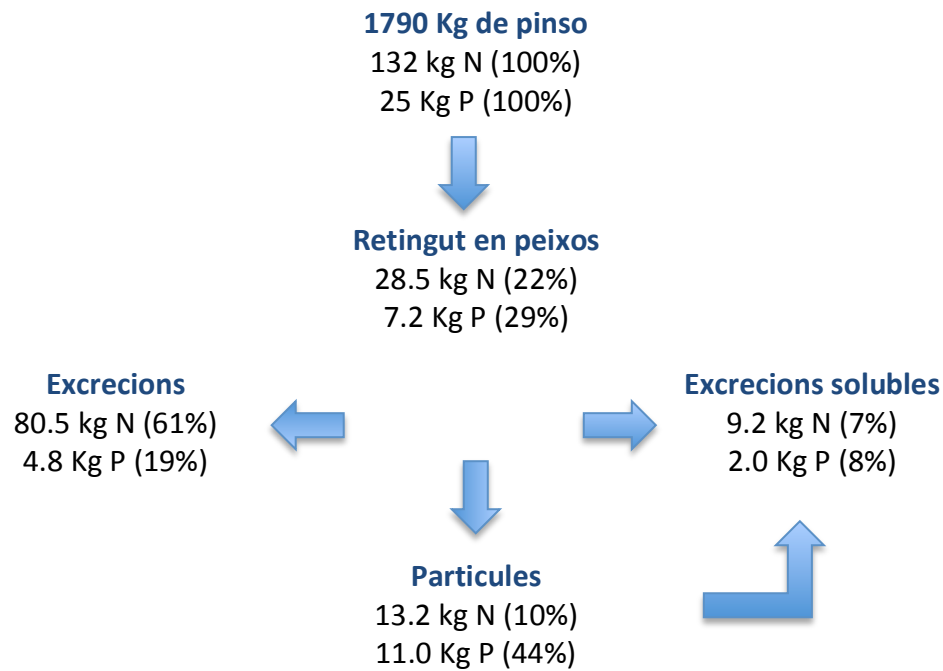 1790 Kg de pinso
132 kg N (100%)
25 Kg P (100%)
Retingut en peixos
28.5 kg N (22%)
7.2 Kg P (29%)
Excrecions
80.5 kg N (61%)
4.8 Kg P (19%)
Excrecions solubles
9.2 kg N (7%)
2.0 Kg P (8%)
Particules
13.2 kg N (10%)
11.0 Kg P (44%)